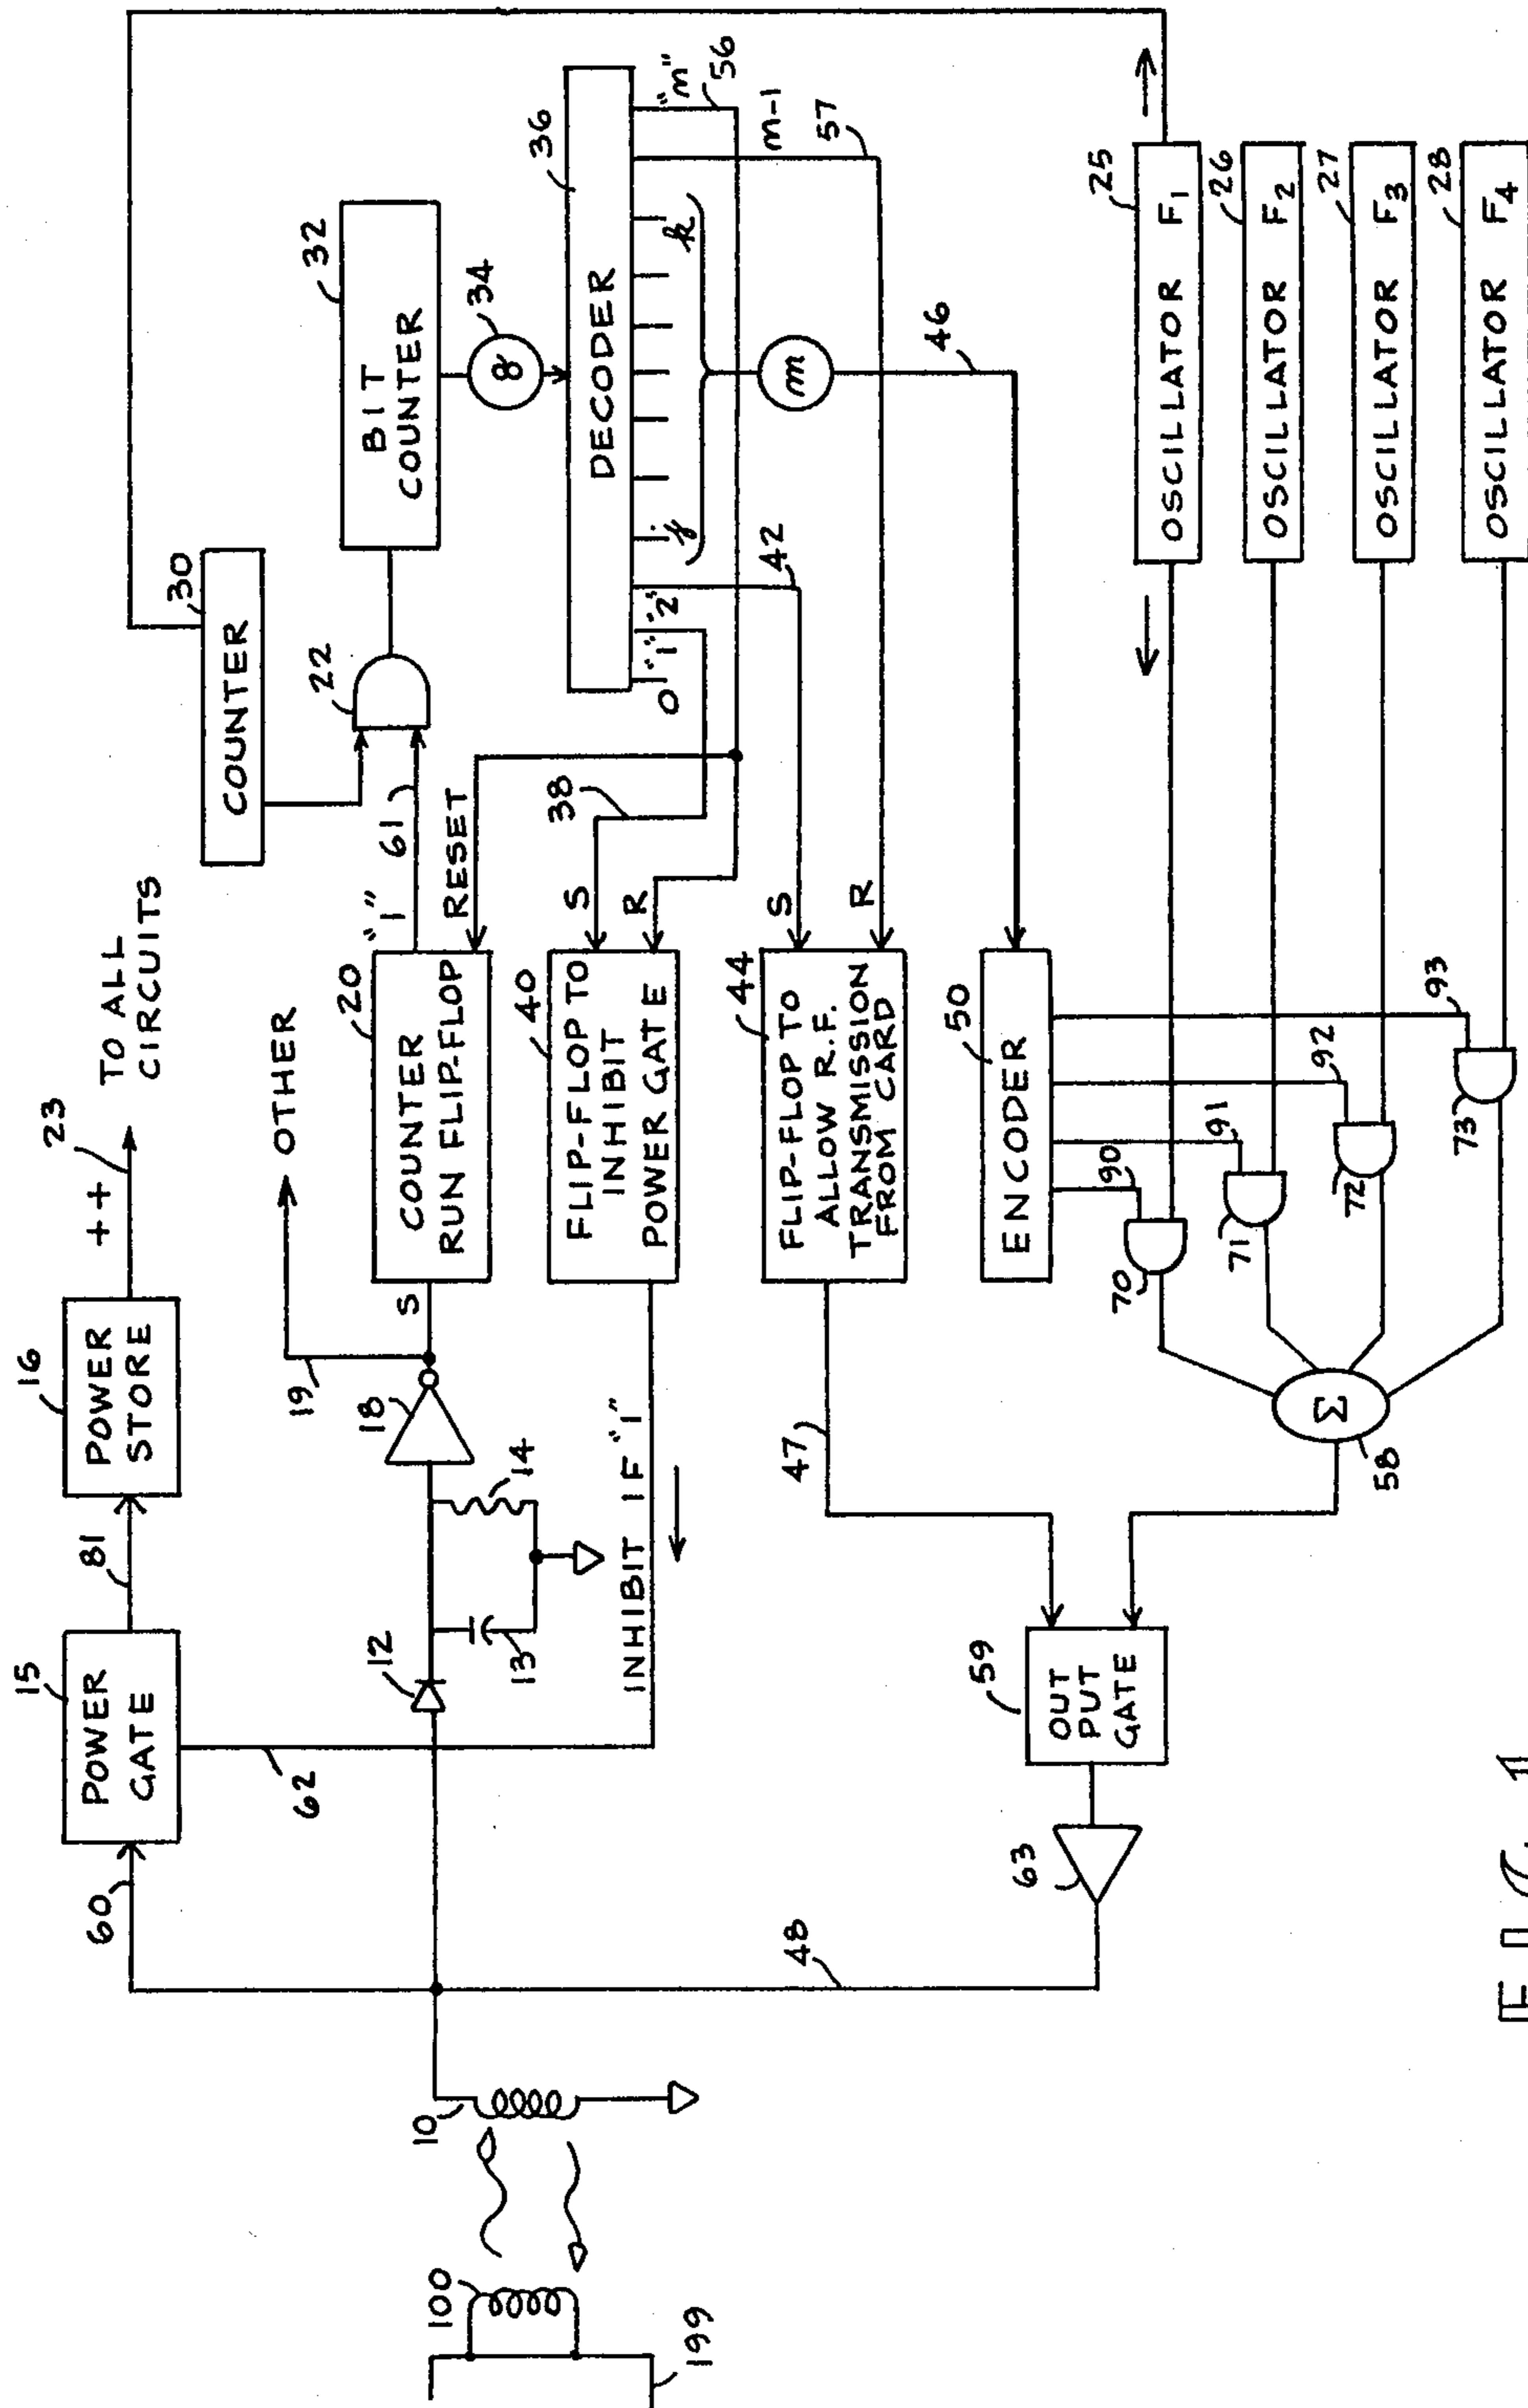 TO ALL
CIRCUITS
23
++
16
POWER
STORE
81
15
POWER
GATE
60
62
OTHER
19
18
14
13
12
INHIBIT IF "1"
S
20
COUNTER
RUN FLIP-FLOP
"1"
61
RESET
40
FLIP-FLOP TO
INHIBIT
POWER GATE
S
R
38
30
COUNTER
22
32
BIT
COUNTER
34
8
36
DECODER
0
"1"
"2"
j
k
m-1
"n"
56
57
42
m
46
44
FLIP-FLOP TO
ALLOW R.F.
TRANSMISSION
FROM CARD
S
R
47
50
ENCODER
90
91
92
93
70
71
72
73
25
OSCILLATOR F1
26
OSCILLATOR F2
27
OSCILLATOR F3
28
OSCILLATOR F4
Σ
58
59
OUT
PUT
GATE
63
48
10
100
199
FIG. 1